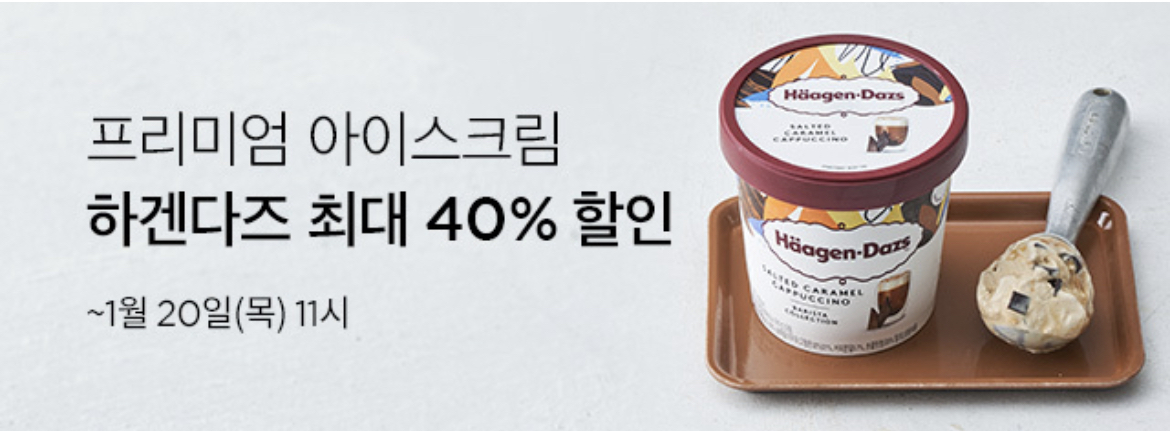 프리미엄 아이스크림
하겐다즈 최대 40% 할인
~1월 20일(목) 11시
Häagen-Dazs
SALTED
CARAMEL
CAPPUCCINO
Häagen-Dazs
SALTED CARAMEL
CAPPUCCINO
BARISTA
COLLECTION